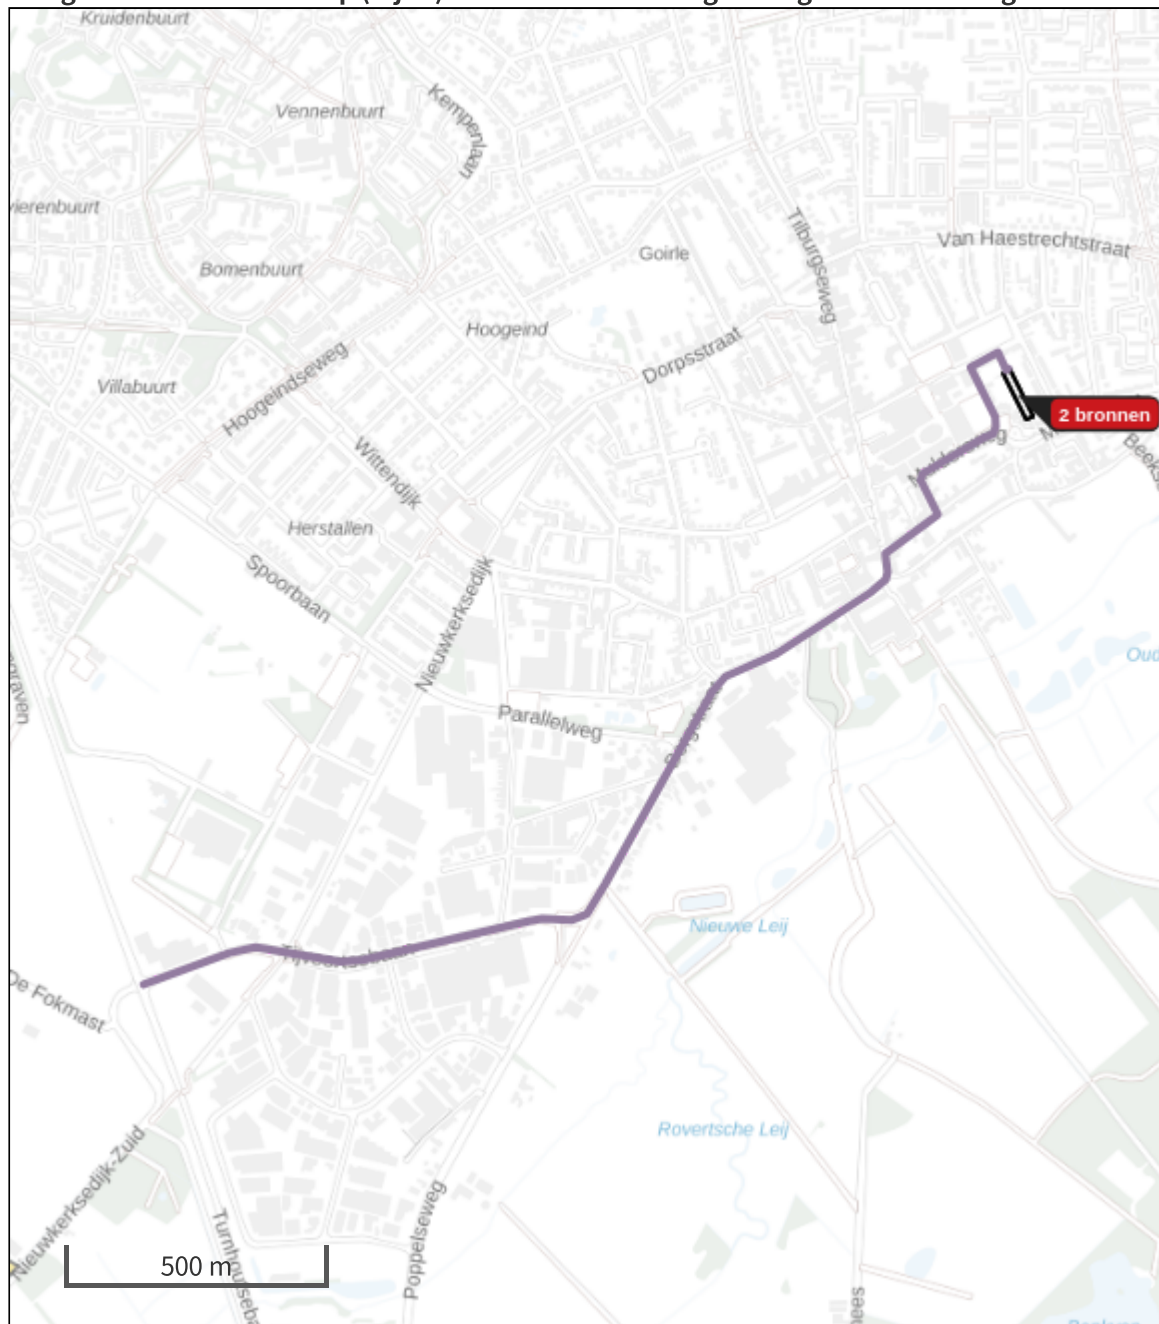 Kruidenbuurt
Vennenbuurt
Kempenlaan
Bomenbuurt
Goirle
Tilburgseweg
Van Haestrechtstraat
Hoogeind
Dorpsstraat
Hoogeindseweg
Villabuurt
2 bronnen
Wittendijk
Herstallen
Spoorbaan
Nieuwkerksedijk
Parallelweg
Nieuwe Leij
De Fokmast
Rovertsche Leij
Nieuwkerksedijk-Zuid
Poppelseweg
500 m